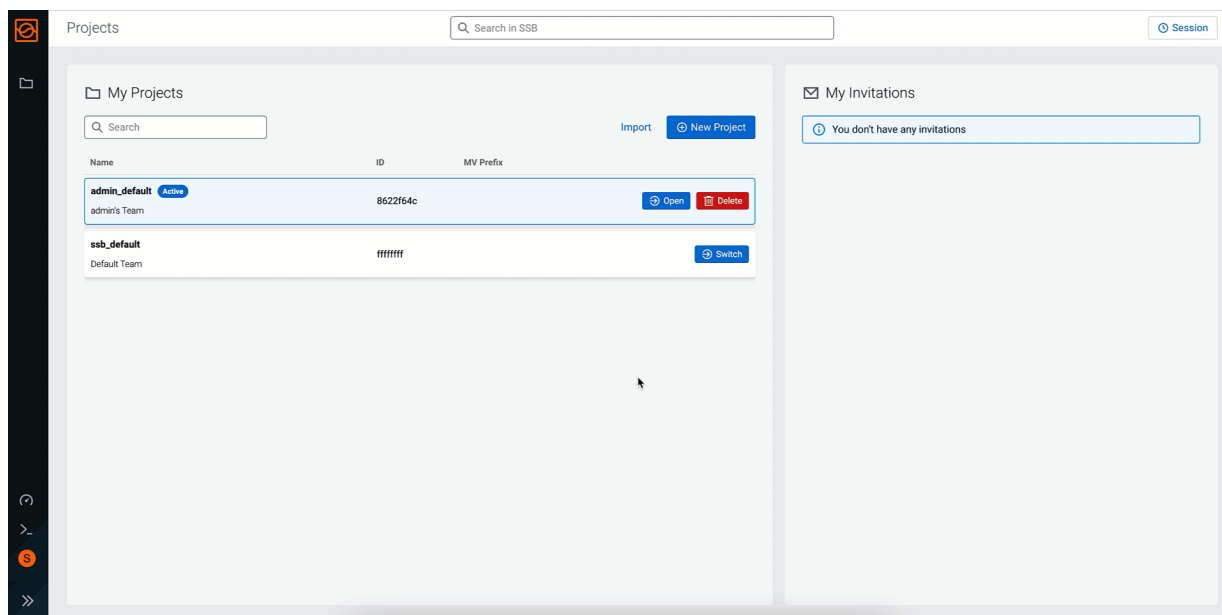 Projects
Search in SSB
Session
My Projects
Search
Import
New Project
Name ID MV Prefix
admin_default Active
admin's Team
8622f64c
Open Delete
ssb_default
Default Team
ffffffff
Switch
My Invitations
You don't have any invitations
>_
S